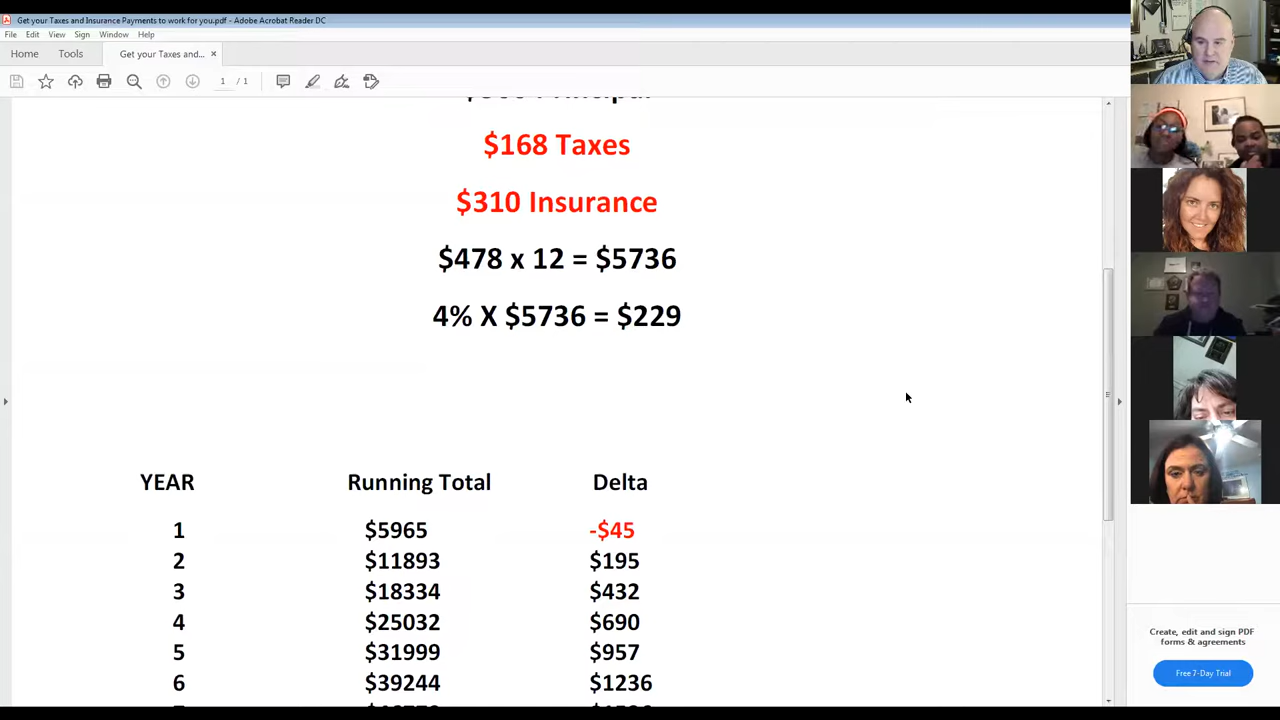 Get your Taxes and Insurance Payments to work for you.pdf - Adobe Acrobat Reader DC
File Edit View Sign Window Help
Home Tools Get your Taxes and... ×
1 / 1
$168 Taxes
$310 Insurance
$478 x 12 = $5736
4% X $5736 = $229
YEAR Running Total Delta
1 $5965 -$45
2 $11893 $195
3 $18334 $432
4 $25032 $690
5 $31999 $957
6 $39244 $1236
Create, edit and sign PDF
forms & agreements
Free 7-Day Trial